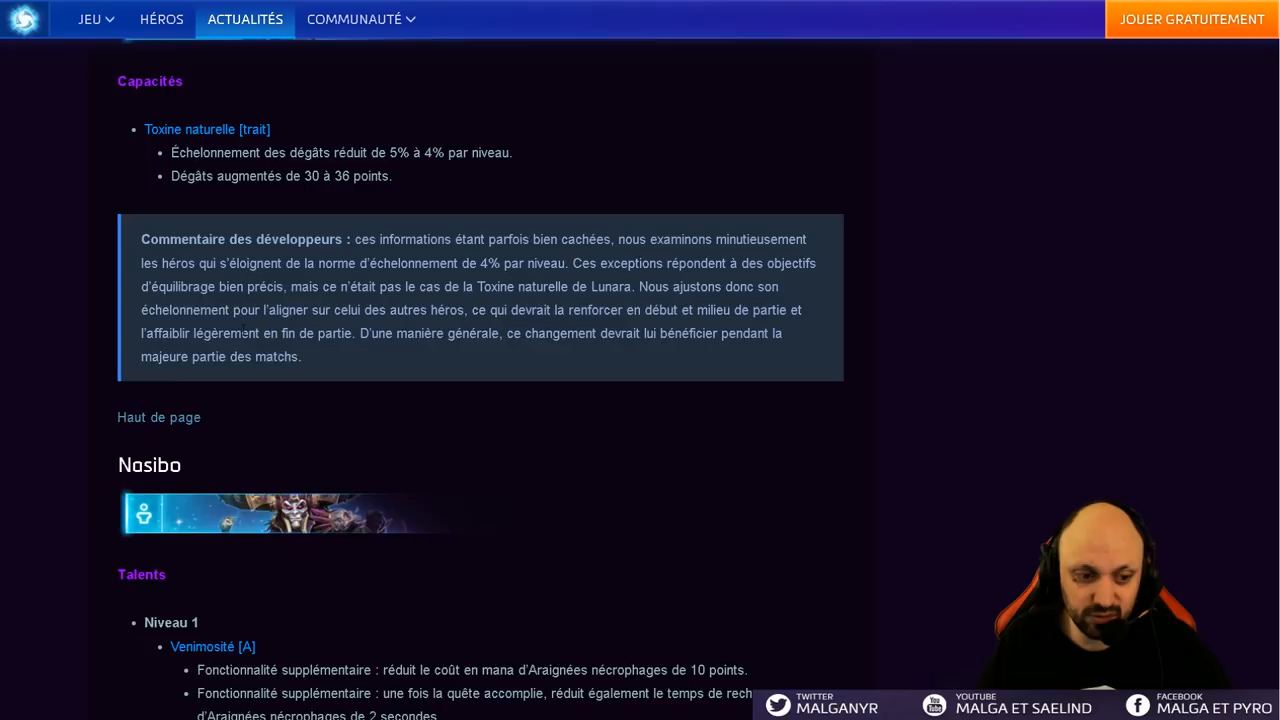 JEU HÉROS ACTUALITÉS COMMUNAUTÉ JOUER GRATUITEMENT
Capacités
Toxine naturelle [trait]
Échelonnement des dégâts réduit de 5% à 4% par niveau.
Dégâts augmentés de 30 à 36 points.
Commentaire des développeurs : ces informations étant parfois bien cachées, nous examinons minutieusement
les héros qui s’éloignent de la norme d’échelonnement de 4% par niveau. Ces exceptions répondent à des objectifs
d’équilibrage bien précis, mais ce n’était pas le cas de la Toxine naturelle de Lunara. Nous ajustons donc son
échelonnement pour l’aligner sur celui des autres héros, ce qui devrait la renforcer en début et milieu de partie et
l’affaiblir légèrement en fin de partie. D’une manière générale, ce changement devrait lui bénéficier pendant la
majeure partie des matchs.
Haut de page
Nasibo
Talents
Niveau 1
Venimosité [A]
Fonctionnalité supplémentaire : réduit le coût en mana d’Araignées nécrophages de 10 points.
Fonctionnalité supplémentaire : une fois la quête accomplie, réduit également le temps de rech
d’Araignées nécrophages de 2 secondes.
TWITTER
MALGANYR
YOUTUBE
MALGA ET SAELIND
FACEBOOK
MALGA ET PYRO